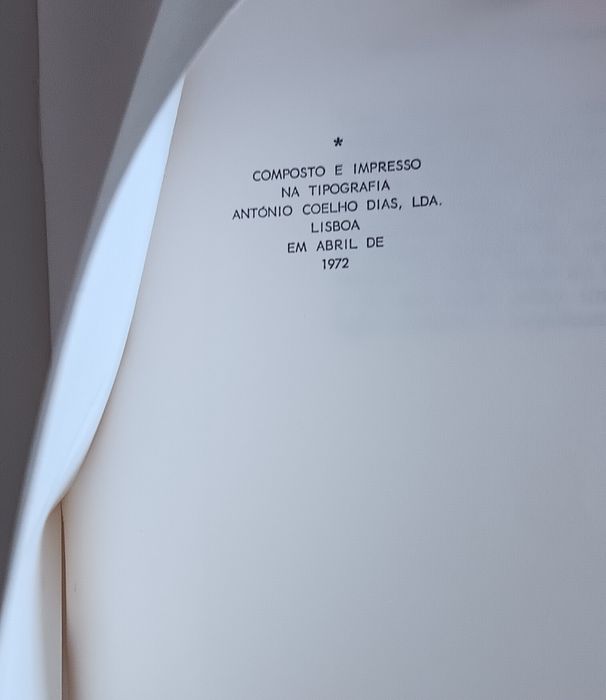 *
COMPOSTO E IMPRESSO
NA TIPOGRAFIA
ANTÓNIO COELHO DIAS, LDA.
LISBOA
EM ABRIL DE
1972